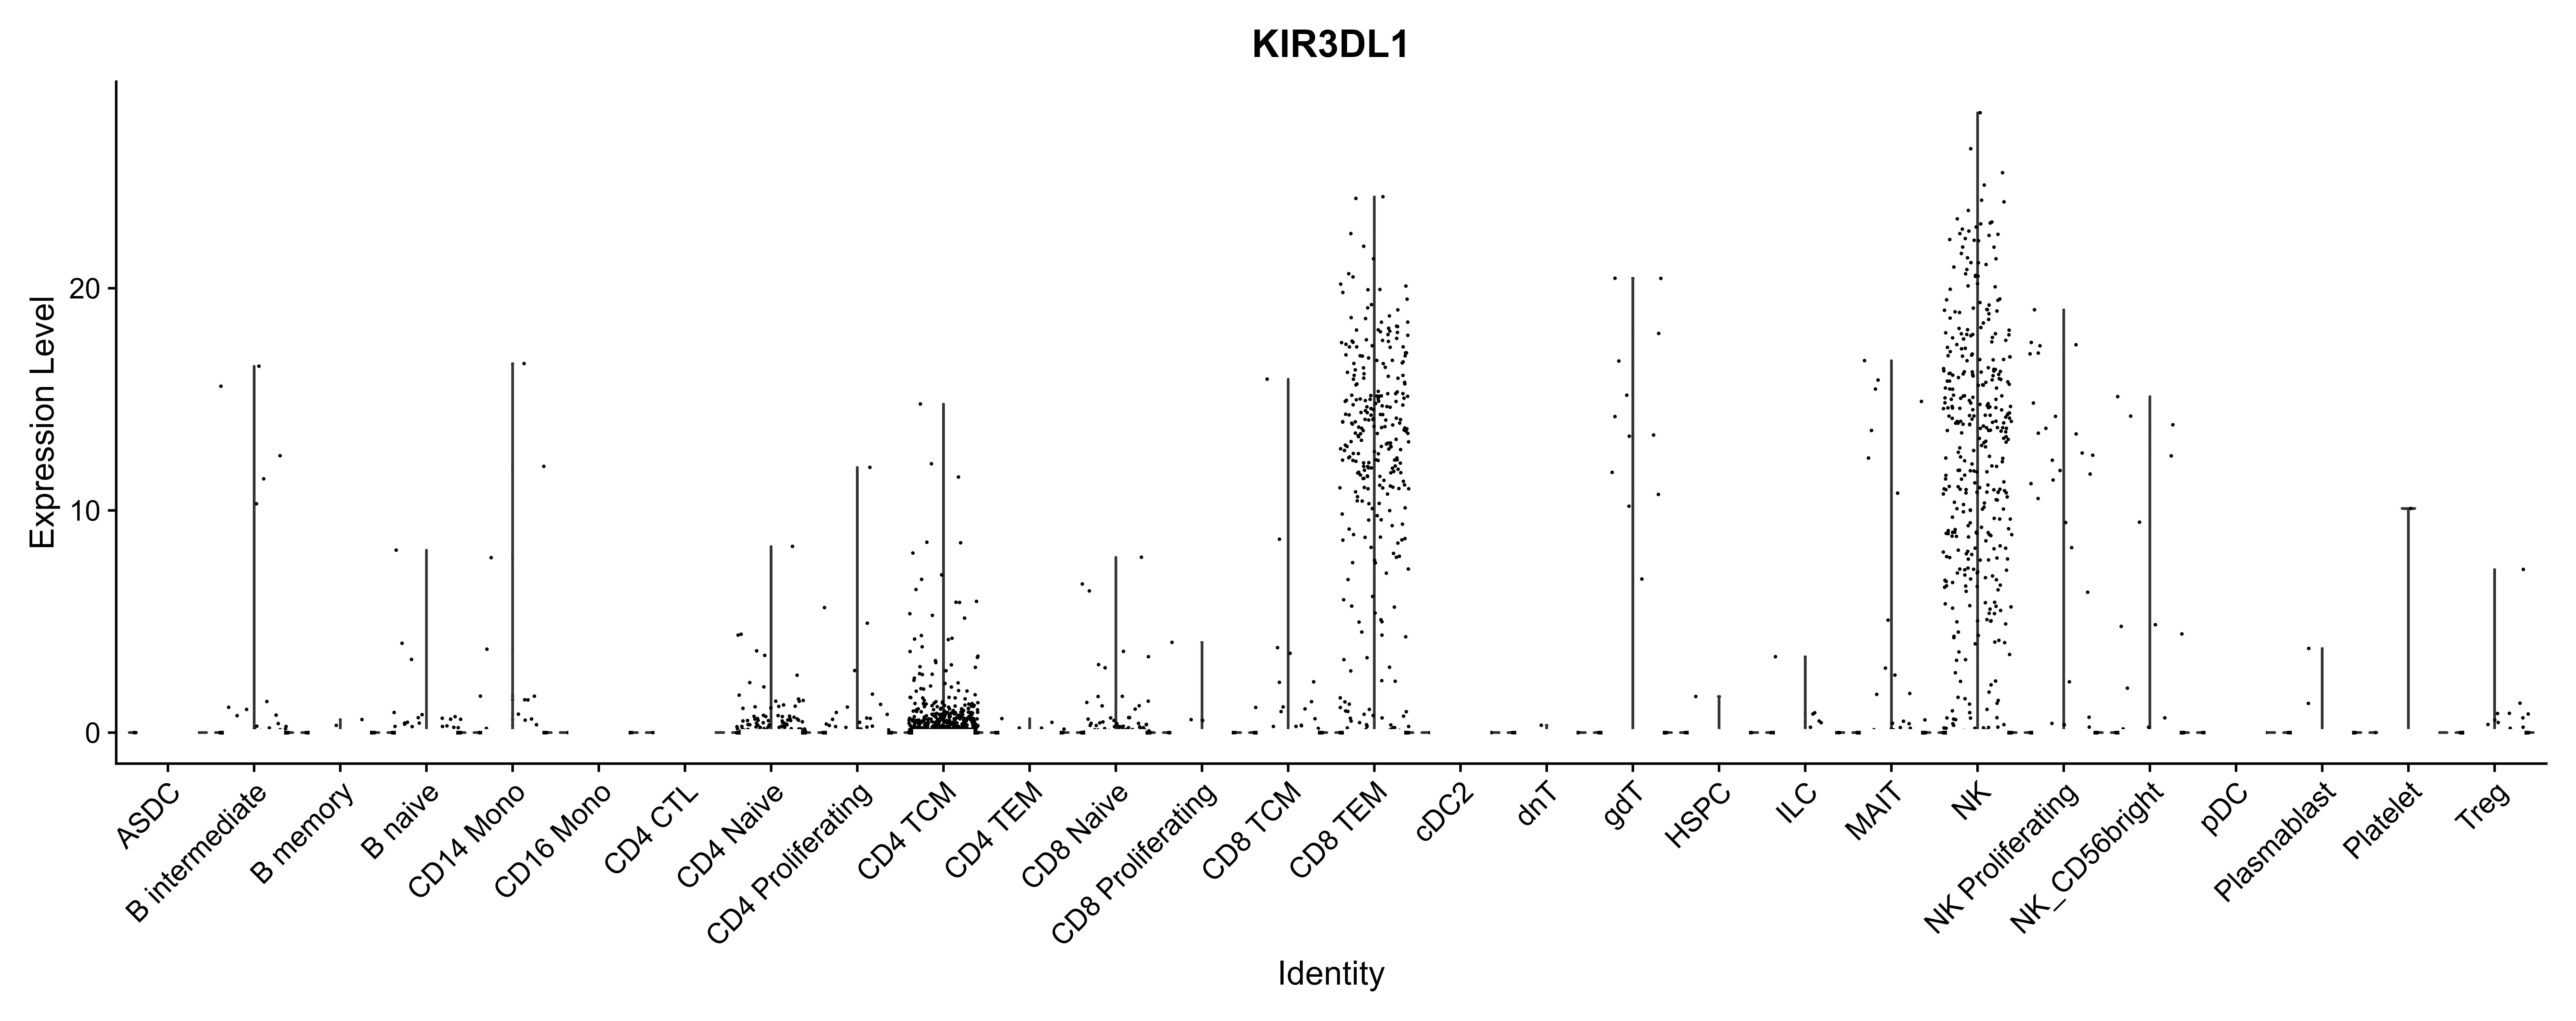 KIR3DL1
Expression Level
20
10
0
ASDC
B intermediate
B memory
B naive
CD14 Mono
CD16 Mono
CD4 CTL
CD4 Naive
CD4 Proliferating
CD4 TCM
CD4 TEM
CD8 Naive
CD8 Proliferating
CD8 TCM
CD8 TEM
cDC2
dnT
gdT
HSPC
ILC
MAIT
NK
NK Proliferating
NK_CD56bright
pDC
Plasmablast
Platelet
Treg
Identity